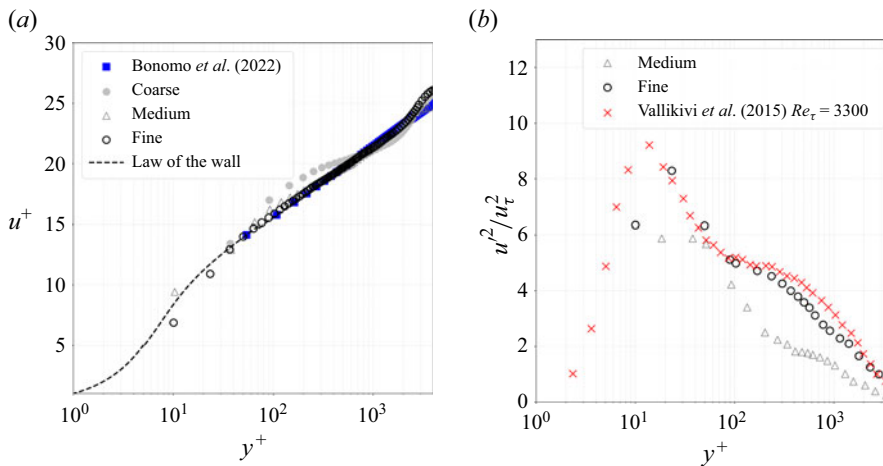 (a)
(b)
Bonomo et al. (2022)
Coarse
Medium
Fine
Law of the wall
30
25
20
15
10
5
u+
10^0
10^1
10^2
10^3
y+
Medium
Fine
Vallikivi et al. (2015) Re_τ = 3300
12
10
8
6
4
2
0
u′^2/u_τ^2
10^0
10^1
10^2
10^3
y+